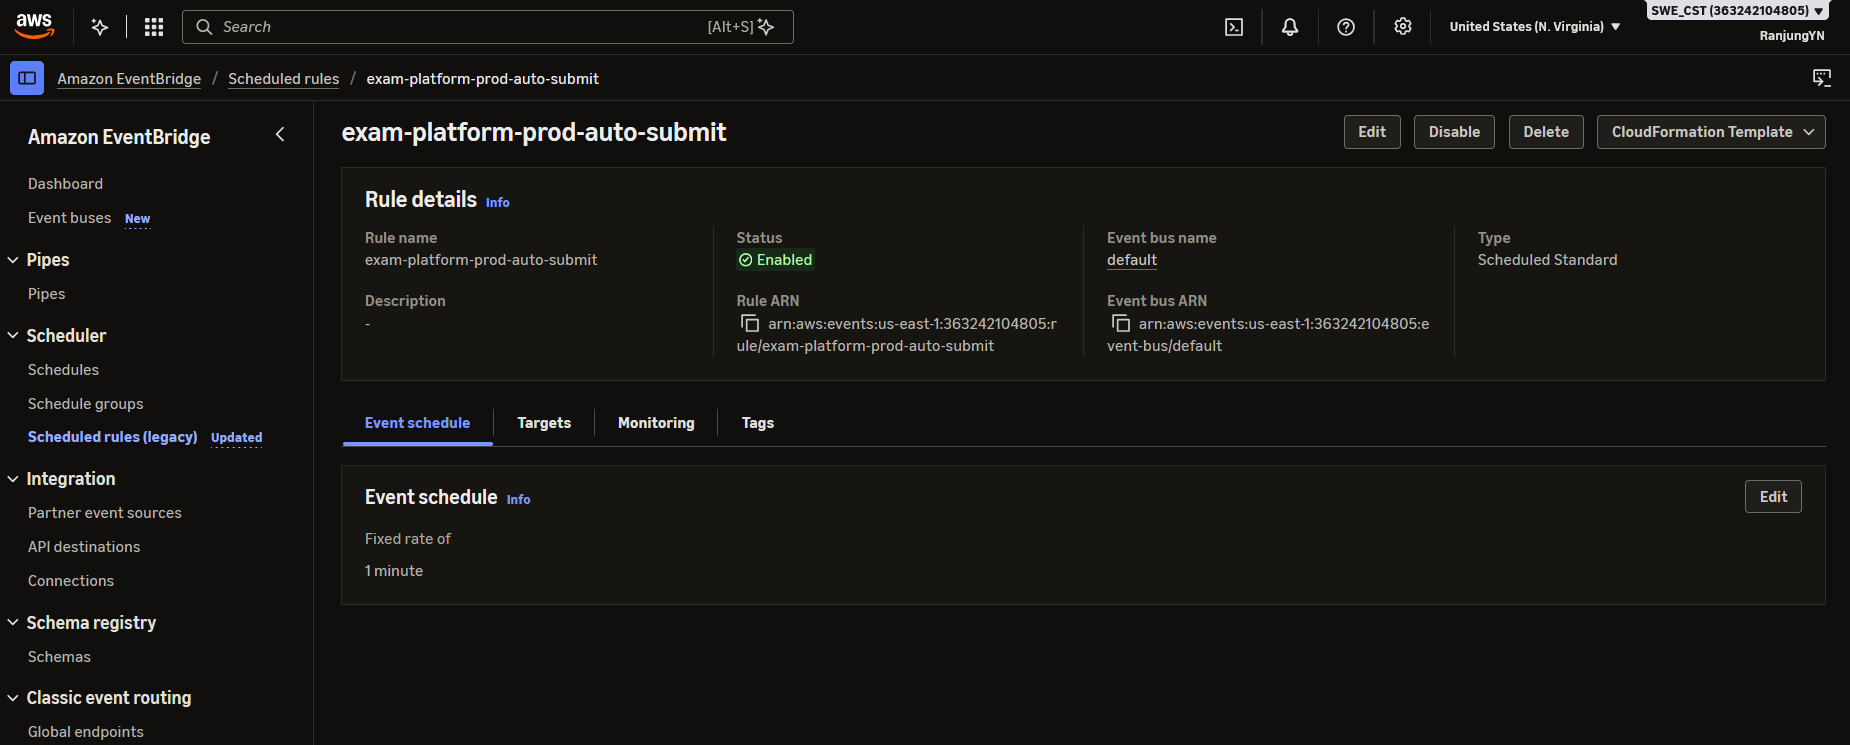 aws
Search
[Alt+S]
United States (N. Virginia)
SWE_CST (363242104805)
RanjungYN
Amazon EventBridge / Scheduled rules / exam-platform-prod-auto-submit
Amazon EventBridge
Dashboard
Event buses New
Pipes
Pipes
Scheduler
Schedules
Schedule groups
Scheduled rules (legacy) Updated
Integration
Partner event sources
API destinations
Connections
Schema registry
Schemas
Classic event routing
Global endpoints
exam-platform-prod-auto-submit
Edit
Disable
Delete
CloudFormation Template
Rule details Info
Rule name
exam-platform-prod-auto-submit
Description
-
Status
Enabled
Rule ARN
arn:aws:events:us-east-1:363242104805:r
ule/exam-platform-prod-auto-submit
Event bus name
default
Event bus ARN
arn:aws:events:us-east-1:363242104805:e
vent-bus/default
Type
Scheduled Standard
Event schedule
Targets
Monitoring
Tags
Event schedule Info
Edit
Fixed rate of
1 minute